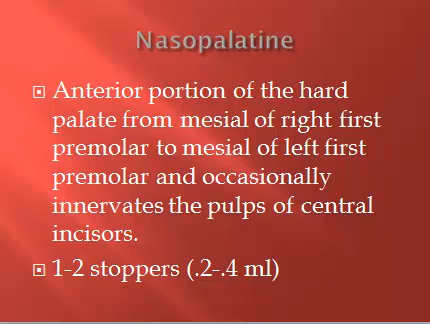 Nasopalatine
Anterior portion of the hard
palate from mesial of right first
premolar to mesial of left first
premolar and occasionally
innervates the pulps of central
incisors.
1-2 stoppers (.2-.4 ml)